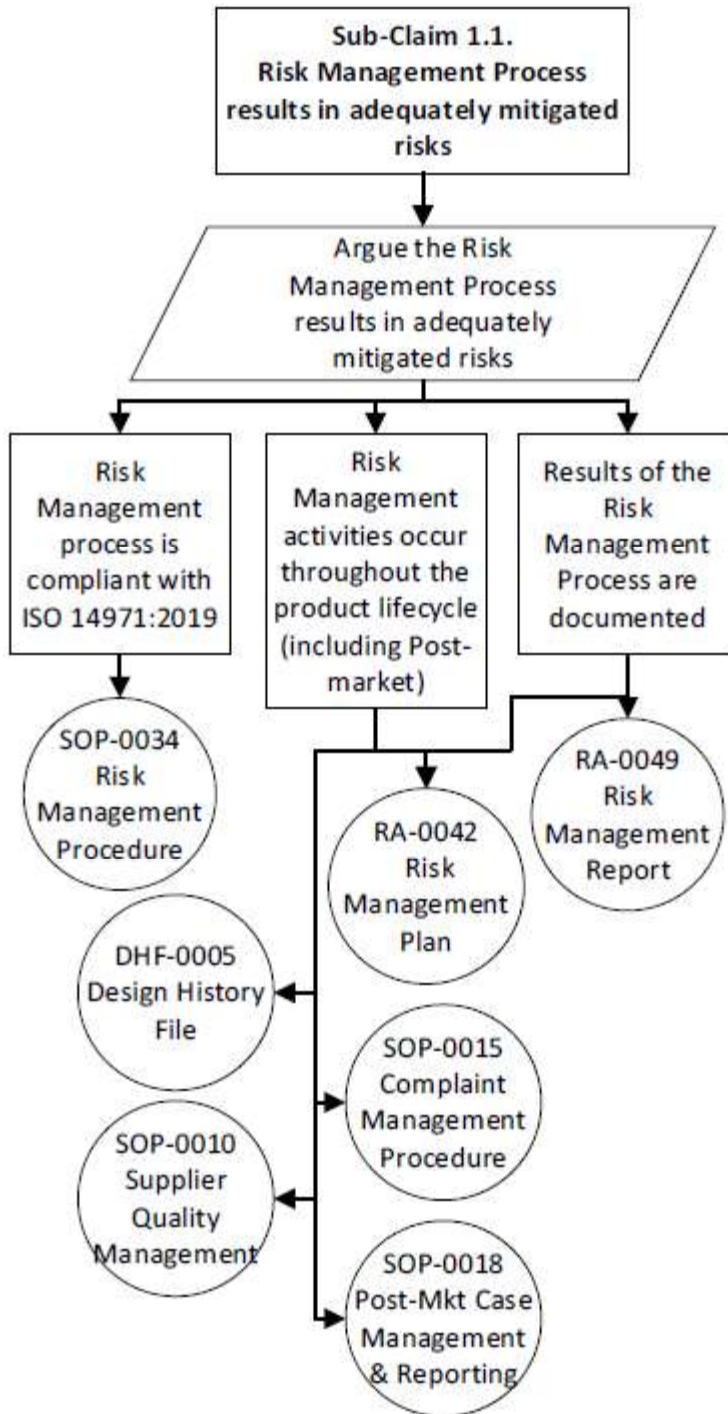 Sub-Claim 1.1.
Risk Management Process
results in adequately mitigated
risks
Argue the Risk
Management Process
results in adequately
mitigated risks
Risk
Management
process is
compliant with
ISO 14971:2019
Risk
Management
activities occur
throughout the
product lifecycle
(including Post-
market)
Results of the
Risk
Management
Process are
documented
SOP-0034
Risk
Management
Procedure
RA-0042
Risk
Management
Plan
RA-0049
Risk
Management
Report
DHF-0005
Design History
File
SOP-0015
Complaint
Management
Procedure
SOP-0010
Supplier
Quality
Management
SOP-0018
Post-Mkt Case
Management
& Reporting